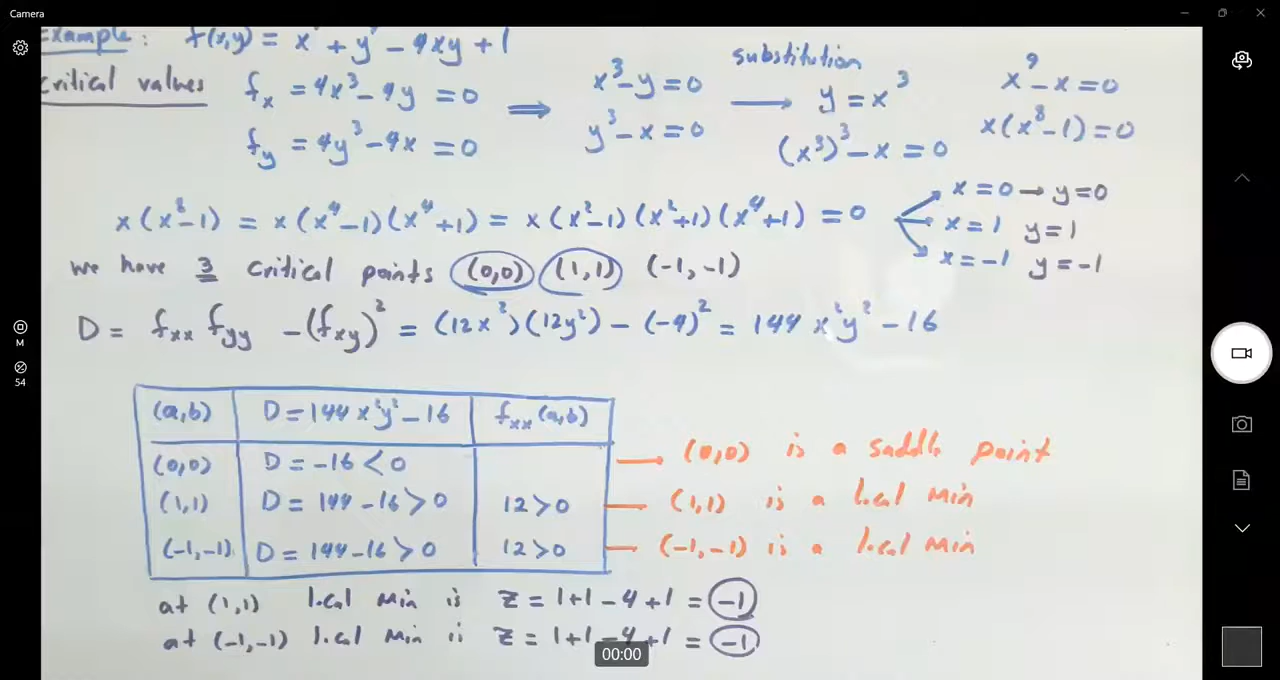 Camera
Example: f(x,y) = x⁴ + y⁴ - 4xy + 1
critical values
fx = 4x³ - 4y = 0 ⟹ x³ - y = 0 → substitution y = x³
fy = 4y³ - 4x = 0 y³ - x = 0 (x³)³ - x = 0
x⁹ - x = 0
x(x⁸ - 1) = 0
x(x⁸-1) = x(x⁴-1)(x⁴+1) = x(x²-1)(x²+1)(x⁴+1) = 0
x = 0 → y = 0
x = 1 y = 1
x = -1 y = -1
we have 3 critical points (0,0) (1,1) (-1,-1)
D = fxx fyy - (fxy)² = (12x²)(12y²) - (-4)² = 144 x²y² - 16
(a,b) D = 144x²y² - 16 fxx(a,b)
(0,0) D = -16 < 0 → (0,0) is a saddle point
(1,1) D = 144 - 16 > 0 12 > 0 — (1,1) is a local min
(-1,-1) D = 144 - 16 > 0 12 > 0 — (-1,-1) is a local min
at (1,1) local min is z = 1+1-4+1 = -1
at (-1,-1) local min is z = 1+1-4+1 = -1
00:00
M
54